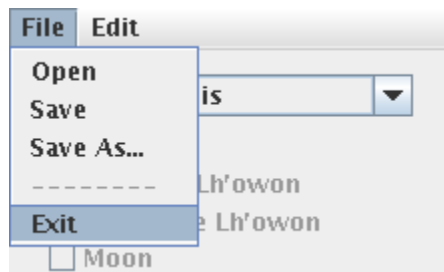 File Edit
Open
Save
is
Save As...
--------
Lh'owon
Exit
e Lh'owon
Moon